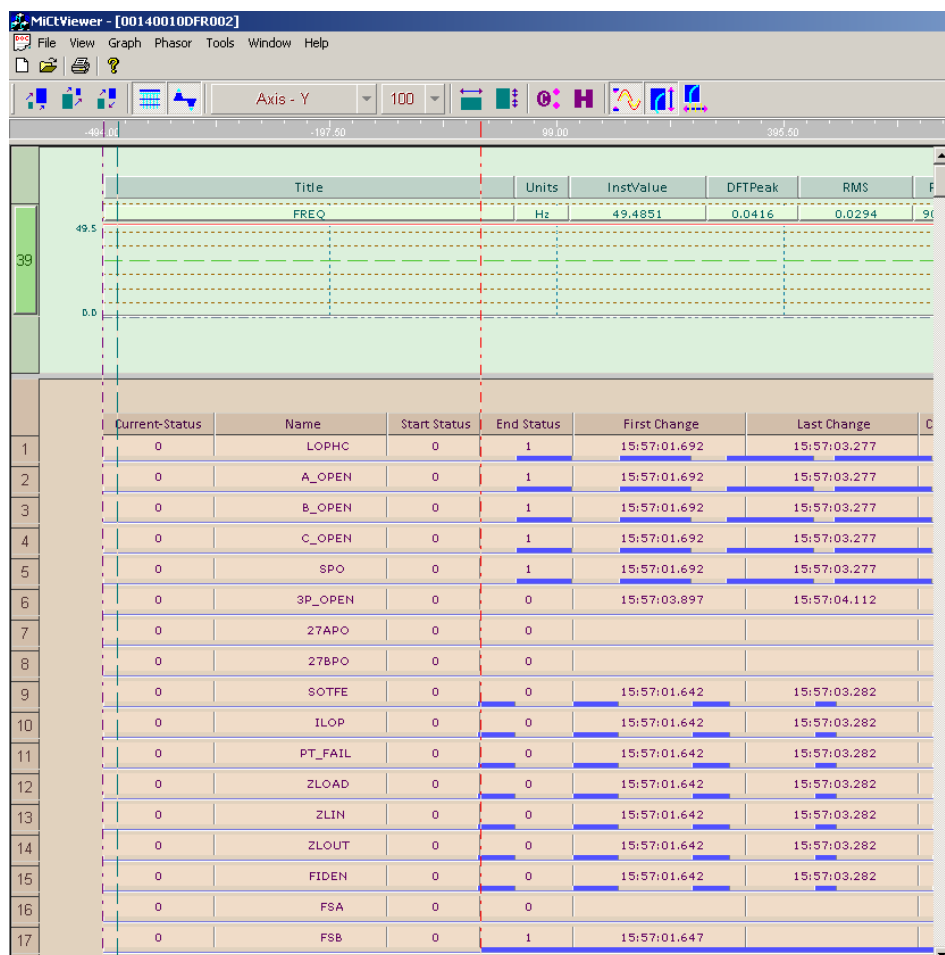 MiCtViewer - [00140010DFR002]
File View Graph Phasor Tools Window Help
Axis - Y 100
-494.00 -197.50 99.00 395.50
Title Units InstValue DFTPeak RMS
FREQ Hz 49.4851 0.0416 0.0294 90
49.5
39
0.0
Current-Status Name Start Status End Status First Change Last Change C
1 0 LOPHC 0 1 15:57:01.692 15:57:03.277
2 0 A_OPEN 0 1 15:57:01.692 15:57:03.277
3 0 B_OPEN 0 1 15:57:01.692 15:57:03.277
4 0 C_OPEN 0 1 15:57:01.692 15:57:03.277
5 0 SPO 0 1 15:57:01.692 15:57:03.277
6 0 3P_OPEN 0 0 15:57:03.897 15:57:04.112
7 0 27APO 0 0
8 0 27BPO 0 0
9 0 SOTFE 0 0 15:57:01.642 15:57:03.282
10 0 ILOP 0 0 15:57:01.642 15:57:03.282
11 0 PT_FAIL 0 0 15:57:01.642 15:57:03.282
12 0 ZLOAD 0 0 15:57:01.642 15:57:03.282
13 0 ZLIN 0 0 15:57:01.642 15:57:03.282
14 0 ZLOUT 0 0 15:57:01.642 15:57:03.282
15 0 FIDEN 0 0 15:57:01.642 15:57:03.282
16 0 FSA 0 0
17 0 FSB 0 1 15:57:01.647